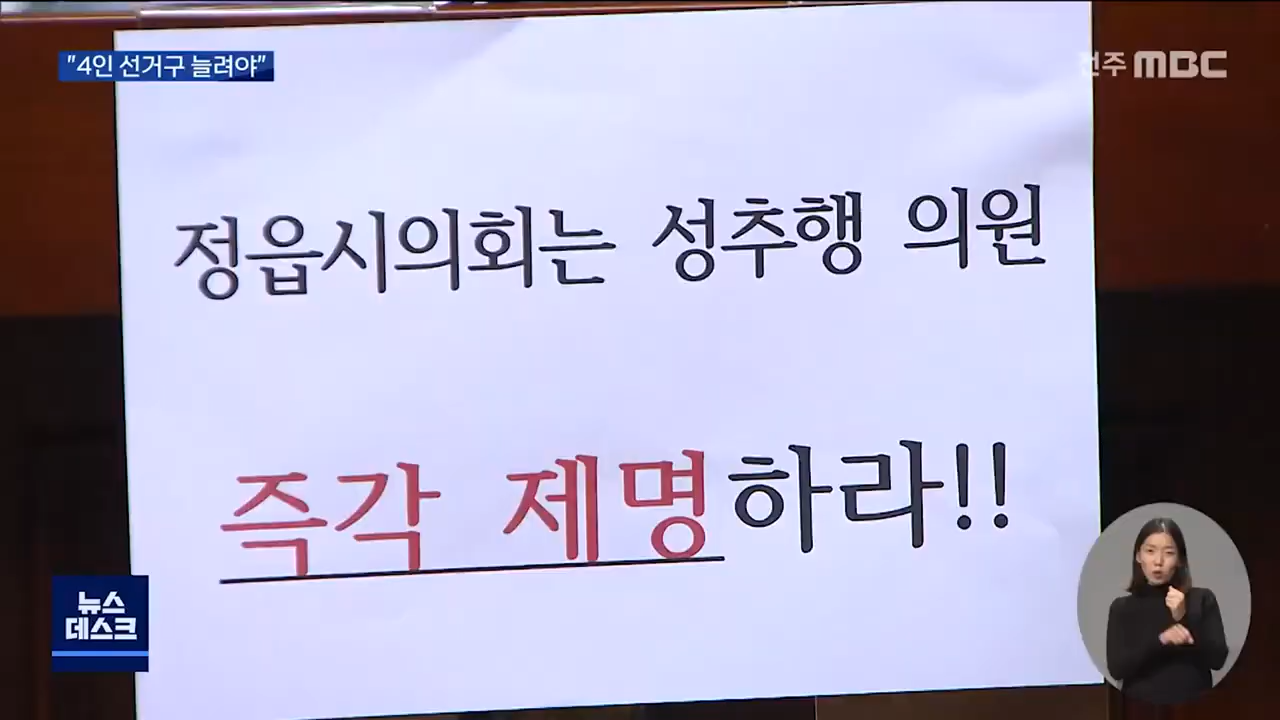 "4인 선거구 늘려야"
전주 MBC
정읍시의회는 성추행 의원
즉각 제명하라!!
뉴스
데스크